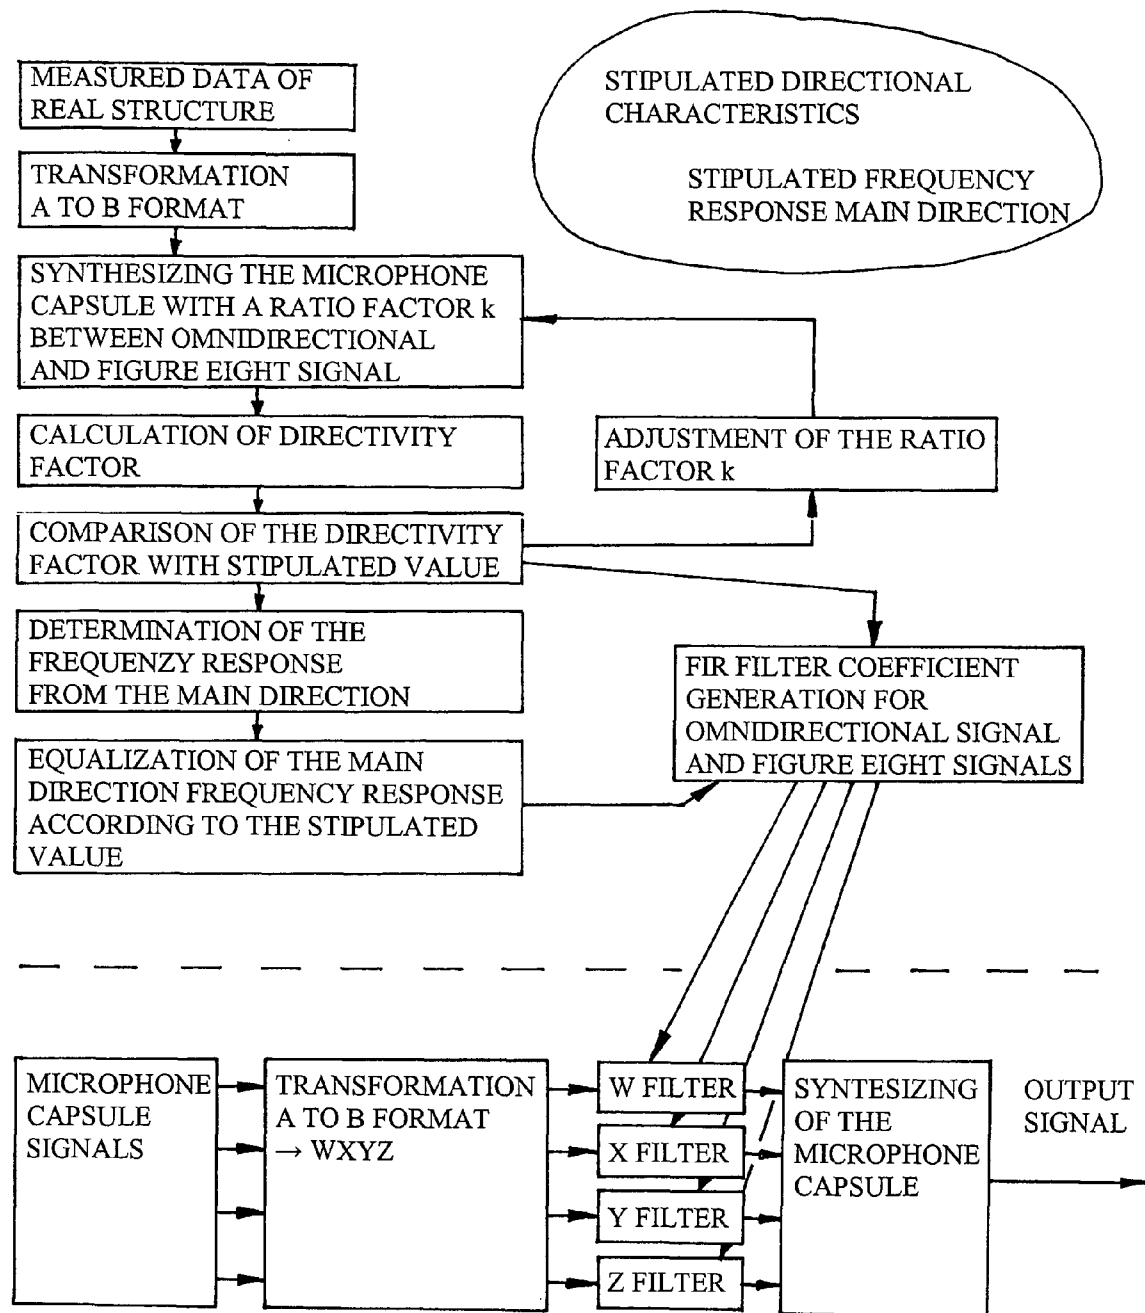 MEASURED DATA OF
REAL STRUCTURE
TRANSFORMATION
A TO B FORMAT
SYNTHESIZING THE MICROPHONE
CAPSULE WITH A RATIO FACTOR k
BETWEEN OMNIDIRECTIONAL
AND FIGURE EIGHT SIGNAL
CALCULATION OF DIRECTIVITY
FACTOR
COMPARISON OF THE DIRECTIVITY
FACTOR WITH STIPULATED VALUE
DETERMINATION OF THE
FREQUENZY RESPONSE
FROM THE MAIN DIRECTION
EQUALIZATION OF THE MAIN
DIRECTION FREQUENCY RESPONSE
ACCORDING TO THE STIPULATED
VALUE
STIPULATED DIRECTIONAL
CHARACTERISTICS
STIPULATED FREQUENCY
RESPONSE MAIN DIRECTION
ADJUSTMENT OF THE RATIO
FACTOR k
FIR FILTER COEFFICIENT
GENERATION FOR
OMNIDIRECTIONAL SIGNAL
AND FIGURE EIGHT SIGNALS
MICROPHONE
CAPSULE
SIGNALS
TRANSFORMATION
A TO B FORMAT
→ WXYZ
W FILTER
X FILTER
Y FILTER
Z FILTER
SYNTESIZING
OF THE
MICROPHONE
CAPSULE
OUTPUT
SIGNAL